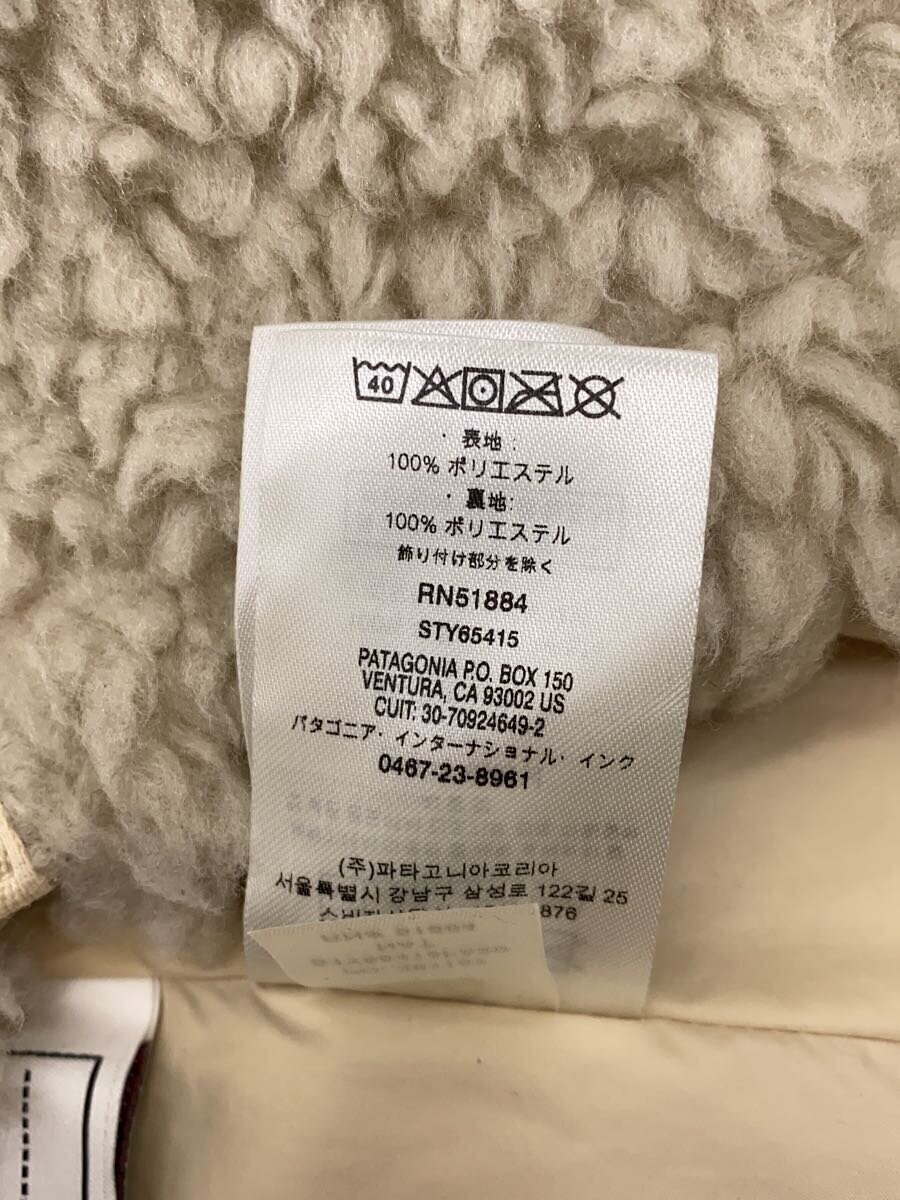 40
・ 表地 :
100% ポリエステル
・ 裏地:
100% ポリエステル
飾り付け部分を除く
RN51884
STY65415
PATAGONIA P.O. BOX 150
VENTURA, CA 93002 US
CUIT: 30-70924649-2
パタゴニア・インターナショナル・インク
0467-23-8961
(주)파타고니아코리아
서울특별시 강남구 삼성로 122길 25
876